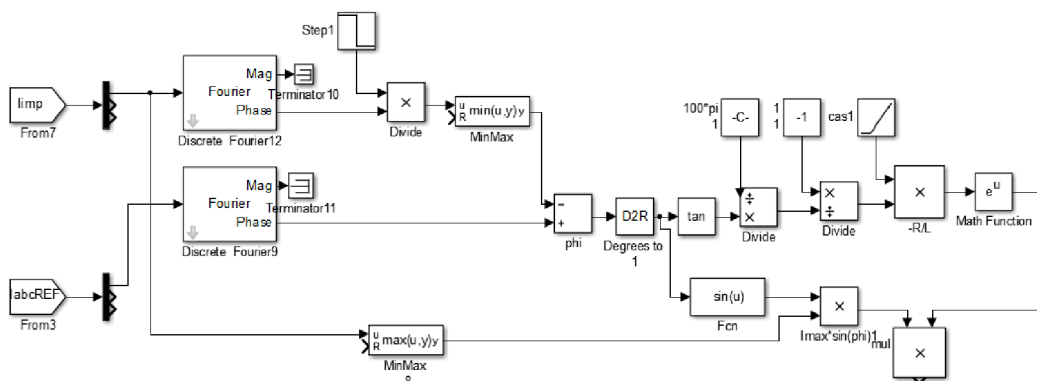 Step1
Iimp
From7
Mag
Fourier
Phase
Terminator10
Discrete Fourier12
×
Divide
u
R
min(u,y) y
MinMax
Mag
Fourier
Phase
Terminator11
Discrete Fourier9
IabcREF
From3
−
+
phi
D2R
Degrees to
1
tan
100*pi
1
-C-
÷
×
Divide
1
1
-1
×
÷
Divide
cas1
×
-R/L
e^u
Math Function
sin(u)
Fcn
u
R
max(u,y) y
MinMax
×
Imax*sin(phi)1
mul
×